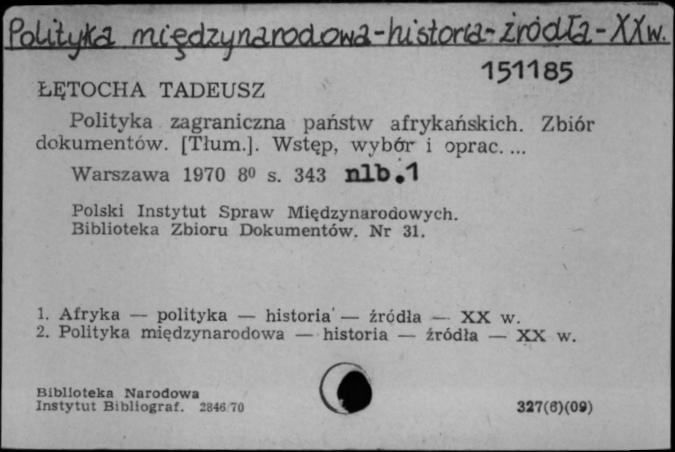 Polityka międzynarodowa-historia-źródła-XXw.
151185
ŁĘTOCHA TADEUSZ
Polityka zagraniczna państw afrykańskich. Zbiór
dokumentów. [Tłum.]. Wstęp, wybór i oprac. ...
Warszawa 1970 8⁰ s. 343 nlb.1
Polski Instytut Spraw Międzynarodowych.
Biblioteka Zbioru Dokumentów. Nr 31.
1. Afryka — polityka — historia — źródła — XX w.
2. Polityka międzynarodowa — historia — źródła — XX w.
Biblioteka Narodowa
Instytut Bibliograf. 2846/70
327(6)(09)